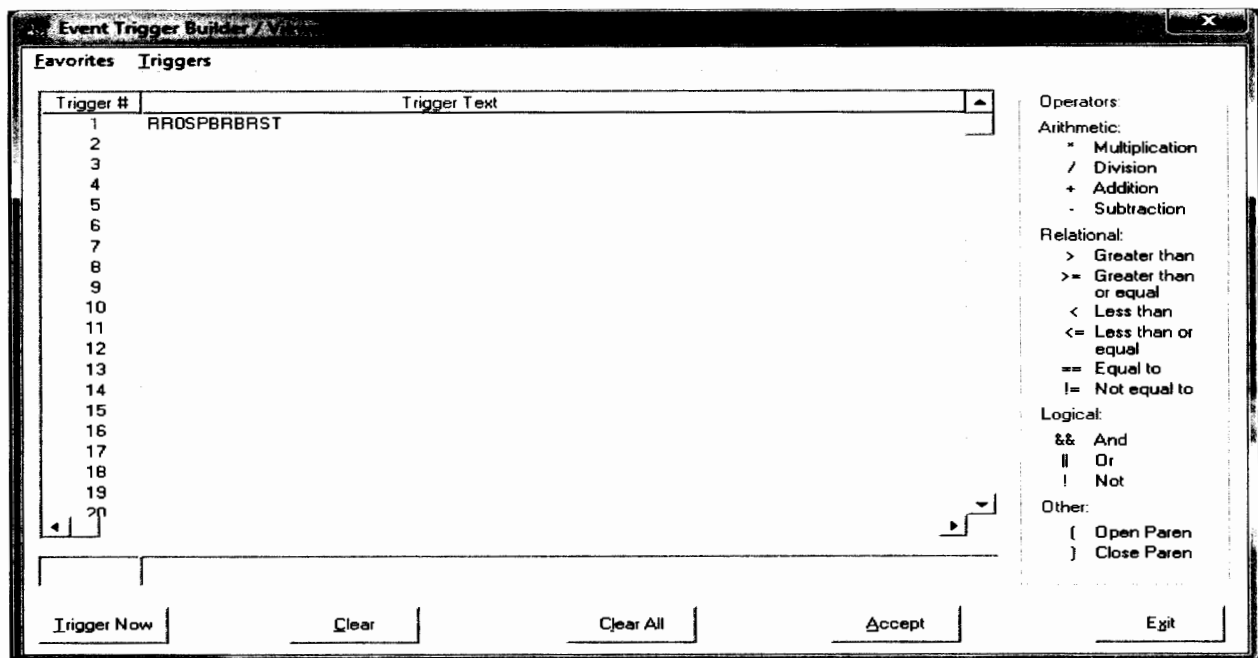 Event Trigger Builder /
Favorites Triggers
Trigger # Trigger Text
1 RROSPBRBRST
2
3
4
5
6
7
8
9
10
11
12
13
14
15
16
17
18
19
20
Operators:
Arithmetic:
* Multiplication
/ Division
+ Addition
- Subtraction
Relational:
> Greater than
>= Greater than
or equal
< Less than
<= Less than or
equal
== Equal to
!= Not equal to
Logical:
&& And
|| Or
! Not
Other:
( Open Paren
) Close Paren
Trigger Now Clear Clear All Accept Exit